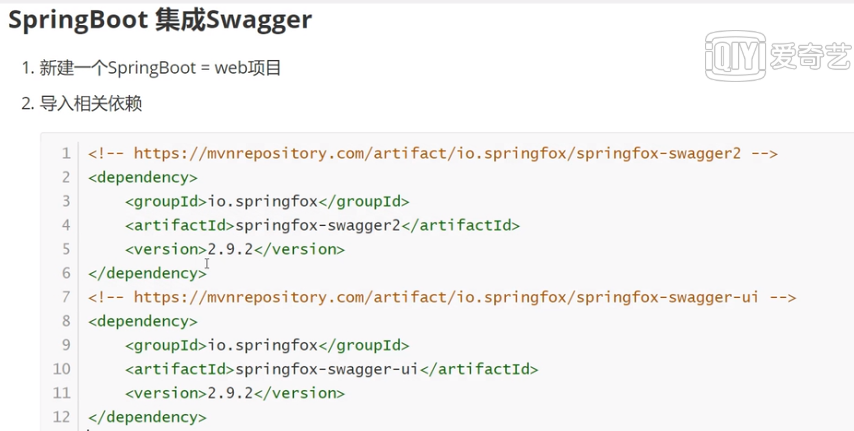 SpringBoot 集成Swagger
iQIYI 爱奇艺
1. 新建一个SpringBoot = web项目
2. 导入相关依赖
1 <!-- https://mvnrepository.com/artifact/io.springfox/springfox-swagger2 -->
2 <dependency>
3 <groupId>io.springfox</groupId>
4 <artifactId>springfox-swagger2</artifactId>
5 <version>2.9.2</version>
6 </dependency>
7 <!-- https://mvnrepository.com/artifact/io.springfox/springfox-swagger-ui -->
8 <dependency>
9 <groupId>io.springfox</groupId>
10 <artifactId>springfox-swagger-ui</artifactId>
11 <version>2.9.2</version>
12 </dependency>